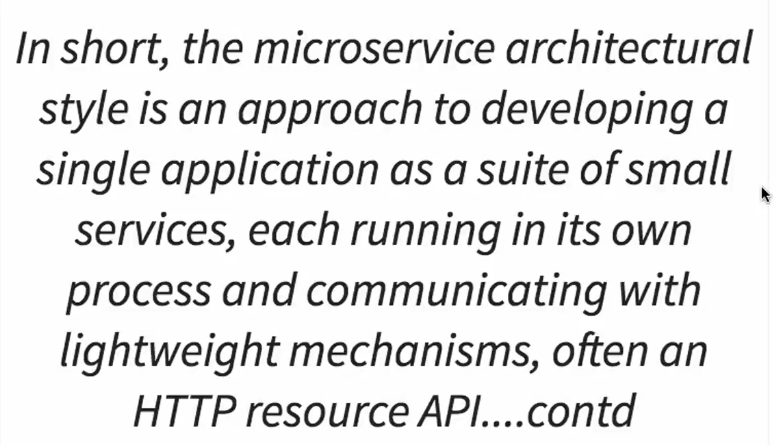 In short, the microservice architectural
style is an approach to developing a
single application as a suite of small
services, each running in its own
process and communicating with
lightweight mechanisms, often an
HTTP resource API....contd